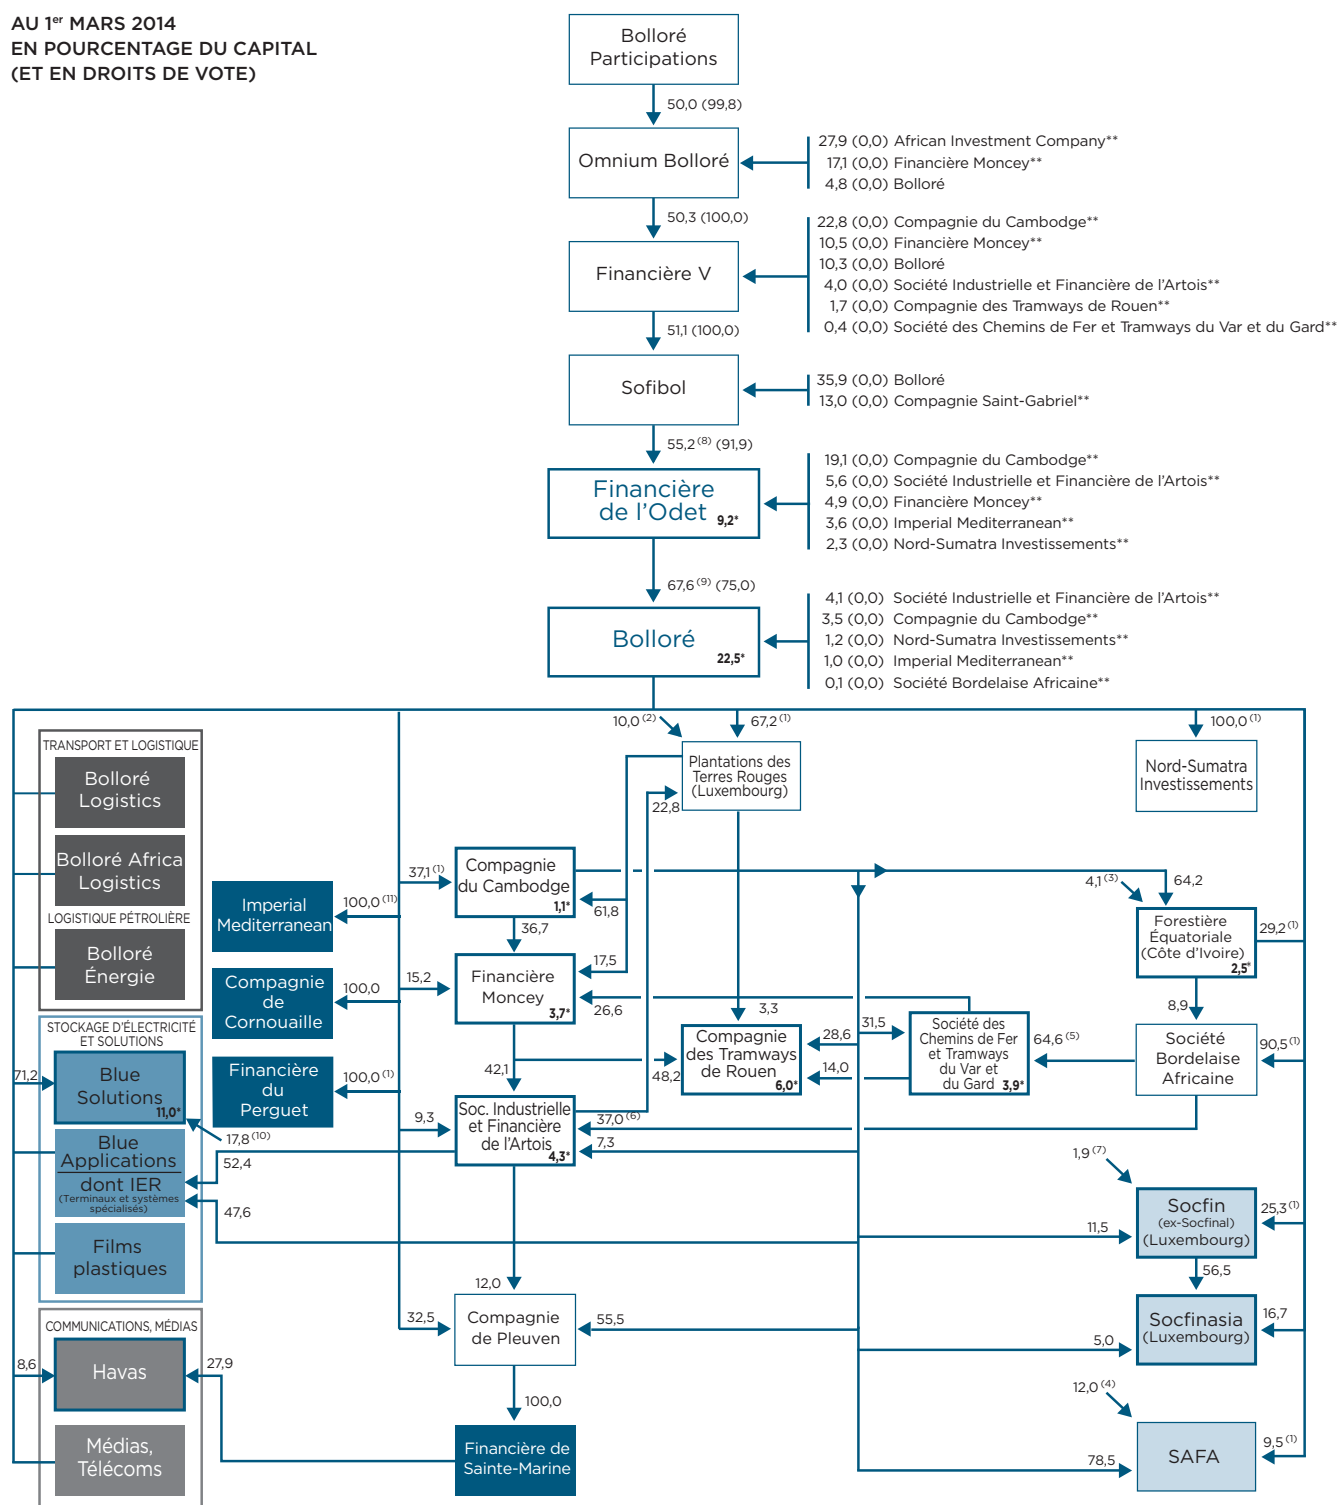 AU 1er MARS 2014
EN POURCENTAGE DU CAPITAL
(ET EN DROITS DE VOTE)
Bolloré
Participations
50,0 (99,8)
Omnium Bolloré
27,9 (0,0) African Investment Company**
17,1 (0,0) Financière Moncey**
4,8 (0,0) Bolloré
50,3 (100,0)
Financière V
22,8 (0,0) Compagnie du Cambodge**
10,5 (0,0) Financière Moncey**
10,3 (0,0) Bolloré
4,0 (0,0) Société Industrielle et Financière de l'Artois**
1,7 (0,0) Compagnie des Tramways de Rouen**
0,4 (0,0) Société des Chemins de Fer et Tramways du Var et du Gard**
51,1 (100,0)
Sofibol
35,9 (0,0) Bolloré
13,0 (0,0) Compagnie Saint-Gabriel**
55,2 (8) (91,9)
Financière
de l'Odet 9,2*
19,1 (0,0) Compagnie du Cambodge**
5,6 (0,0) Société Industrielle et Financière de l'Artois**
4,9 (0,0) Financière Moncey**
3,6 (0,0) Imperial Mediterranean**
2,3 (0,0) Nord-Sumatra Investissements**
67,6 (9) (75,0)
Bolloré
22,5*
4,1 (0,0) Société Industrielle et Financière de l'Artois**
3,5 (0,0) Compagnie du Cambodge**
1,2 (0,0) Nord-Sumatra Investissements**
1,0 (0,0) Imperial Mediterranean**
0,1 (0,0) Société Bordelaise Africaine**
10,0 (2)
67,2 (1)
100,0 (1)
TRANSPORT ET LOGISTIQUE
Bolloré
Logistics
Bolloré Africa
Logistics
LOGISTIQUE PÉTROLIÈRE
Bolloré
Énergie
Plantations des
Terres Rouges
(Luxembourg)
Nord-Sumatra
Investissements
22,8
37,1 (1)
Compagnie
du Cambodge
1,1*
61,8
36,7
4,1 (3)
64,2
Imperial
Mediterranean
100,0 (11)
Forestière
Équatoriale
(Côte d'Ivoire)
2,5*
29,2 (1)
8,9
Compagnie
de
Cornouaille
100,0
15,2
Financière
Moncey
3,7*
17,5
26,6
3,3
STOCKAGE D'ÉLECTRICITÉ
ET SOLUTIONS
71,2
Blue
Solutions
11,0*
17,8 (10)
Financière
du
Perguet
100,0 (1)
42,1
48,2
Compagnie
des Tramways
de Rouen
6,0*
28,6
14,0
31,5
Société des
Chemins de Fer
et Tramways
du Var et
du Gard 3,9*
64,6 (5)
Société
Bordelaise
Africaine
90,5 (1)
9,3
Soc. Industrielle
et Financière
de l'Artois
4,3*
37,0 (6)
7,3
Blue
Applications
dont IER
(Terminaux et systèmes
spécialisés)
52,4
47,6
Films
plastiques
1,9 (7)
11,5
Socfin
(ex-Socfinal)
(Luxembourg)
25,3 (1)
56,5
12,0
COMMUNICATIONS, MÉDIAS
8,6
Havas
27,9
32,5
Compagnie
de Pleuven
55,5
5,0
Socfinasia
(Luxembourg)
16,7
100,0
Médias,
Télécoms
Financière de
Sainte-Marine
12,0 (4)
78,5
SAFA
9,5 (1)